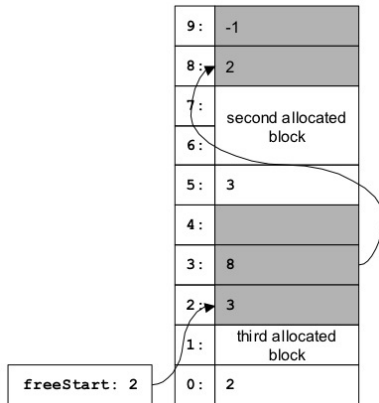 9: -1
8: 2
7:
second allocated
block
6:
5: 3
4:
3: 8
2: 3
1: third allocated
block
freeStart: 2
0: 2